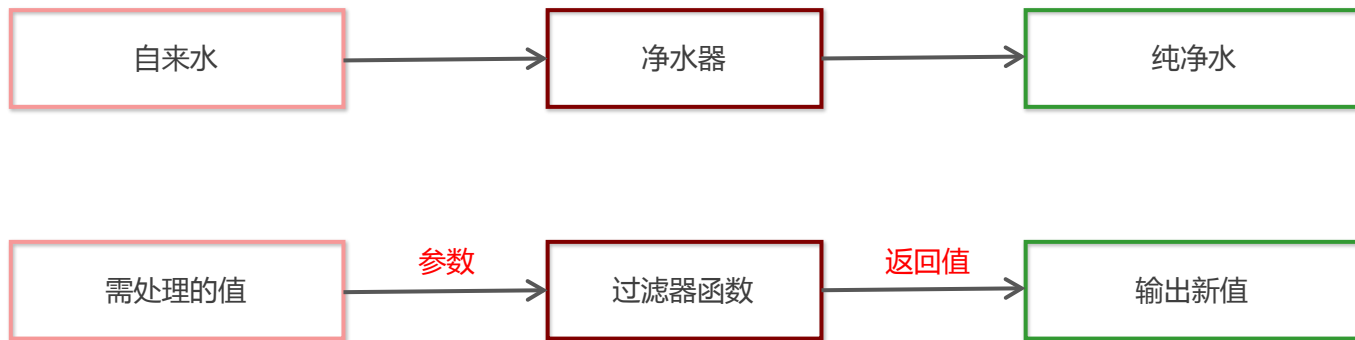 自来水
净水器
纯净水
需处理的值
参数
过滤器函数
返回值
输出新值